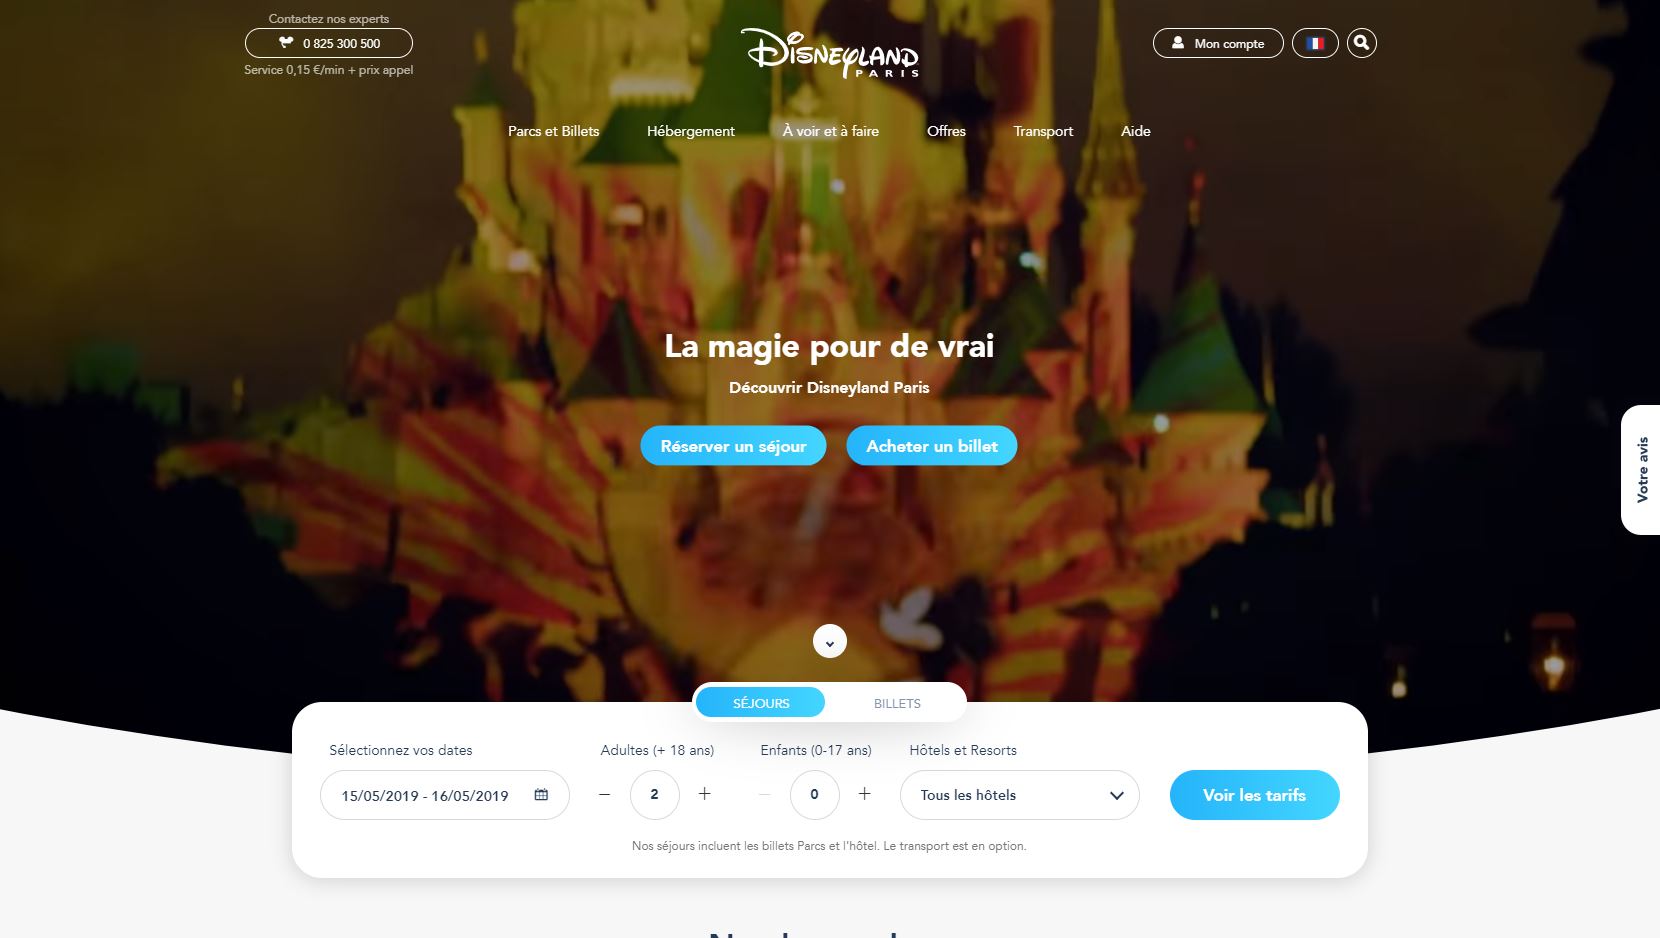 Contactez nos experts
0 825 300 500
Service 0,15 €/min + prix appel
Disneyland
PARIS
Mon compte
Parcs et Billets
Hébergement
À voir et à faire
Offres
Transport
Aide
La magie pour de vrai
Découvrir Disneyland Paris
Réserver un séjour
Acheter un billet
Votre avis
SÉJOURS
BILLETS
Sélectionnez vos dates
Adultes (+ 18 ans)
Enfants (0-17 ans)
Hôtels et Resorts
15/05/2019 - 16/05/2019
2
0
Tous les hôtels
Voir les tarifs
Nos séjours incluent les billets Parcs et l'hôtel. Le transport est en option.